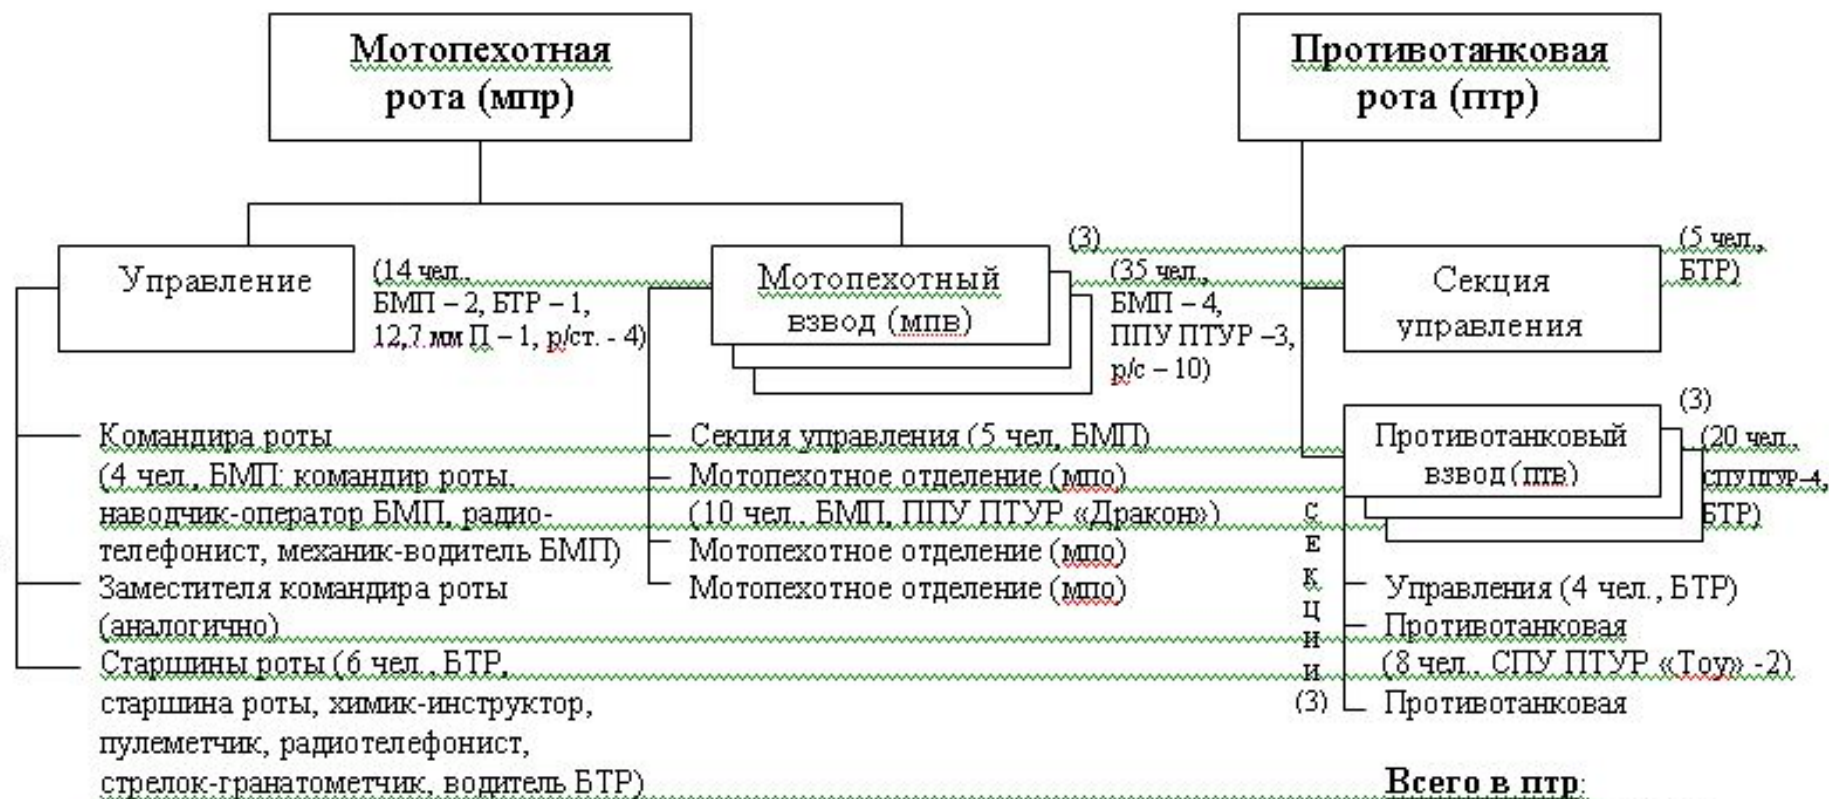 Мотопехотная
рота (мпр)
Противотанковая
рота (птр)
Управление
(14 чел.,
БМП – 2, БТР – 1,
12,7 мм П – 1, р/ст. - 4)
Мотопехотный
взвод (мпв)
(3)
(35 чел.,
БМП – 4,
ППУ ПТУР –3,
р/с – 10)
Секция
управления
(5 чел.,
БТР)
Командира роты
(4 чел., БМП: командир роты,
наводчик-оператор БМП, радио-
телефонист, механик-водитель БМП)
Заместителя командира роты
(аналогично)
Старшины роты (6 чел., БТР,
старшина роты, химик-инструктор,
пулеметчик, радиотелефонист,
стрелок-гранатометчик, водитель БТР)
Секция управления (5 чел, БМП)
Мотопехотное отделение (мпо)
(10 чел., БМП, ППУ ПТУР «Дракон»)
Мотопехотное отделение (мпо)
Мотопехотное отделение (мпо)
Противотанковый
взвод (птв)
(3)
(20 чел.,
СПУ ПТУР–4,
БТР)
С
Е
К
Ц
И
И
(3)
Управления (4 чел., БТР)
Противотанковая
(8 чел., СПУ ПТУР «Тоу» -2)
Противотанковая
Всего в птр: